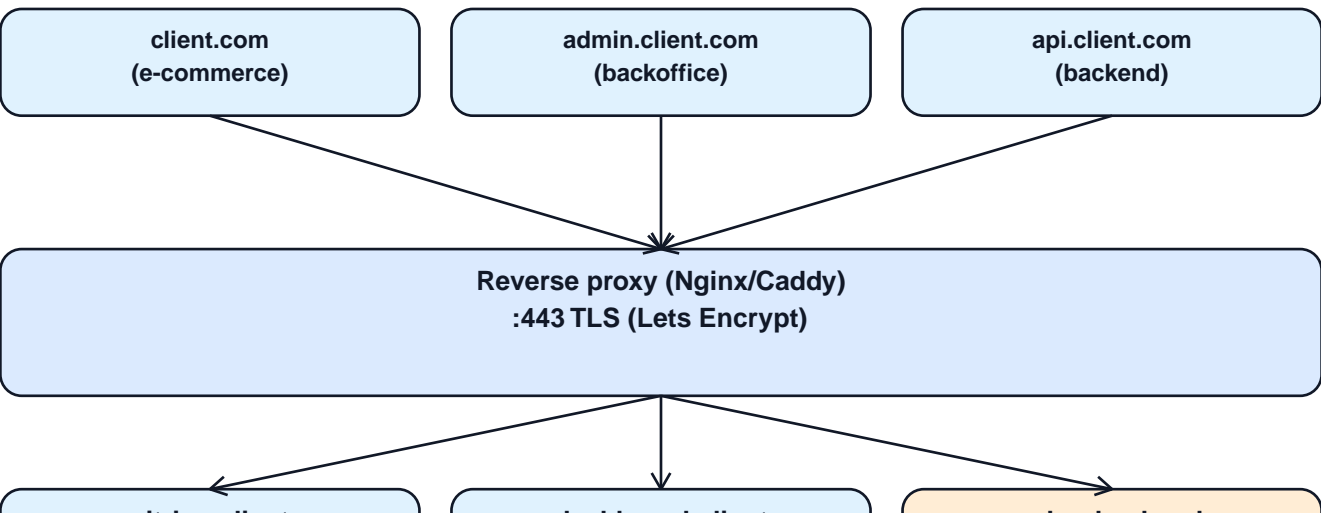 client.com
(e-commerce)
admin.client.com
(backoffice)
api.client.com
(backend)
Reverse proxy (Nginx/Caddy)
:443 TLS (Lets Encrypt)